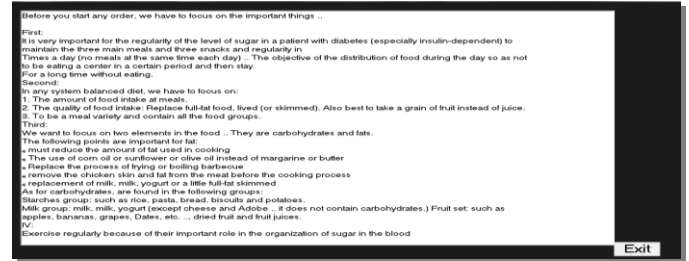 Before you start any order, we have to focus on the important things ..
First:
It is very important for the regularity of the level of sugar in a patient with diabetes (especially insulin-dependent) to
maintain the three main meals and three snacks and regularity in
Times a day (no meals at the same time each day) .. The objective of the distribution of food during the day so as not
to be eating a center in a certain period and then stay
For a long time without eating.
Second:
In any system balanced diet, we have to focus on:
1. The amount of food intake at meals.
2. The quality of food intake: Replace full-fat food, lived (or skimmed). Also best to take a grain of fruit instead of juice.
3. To be a meal variety and contain all the food groups.
Third:
We want to focus on two elements in the food .. They are carbohydrates and fats.
The following points are important for fat:
* must reduce the amount of fat used in cooking
* The use of corn oil or sunflower or olive oil instead of margarine or butter
* Replace the process of frying or boiling barbecue
* remove the chicken skin and fat from the meat before the cooking process
* replacement of milk, milk, yogurt or a little full-fat skimmed
As for carbohydrates, are found in the following groups:
Starches group: such as rice, pasta, bread, biscuits and potatoes.
Milk group: milk, milk, yogurt (except cheese and Adobe .. it does not contain carbohydrates.) Fruit set: such as
apples, bananas, grapes, Dates, etc. .., dried fruit and fruit juices.
IV:
Exercise regularly because of their important role in the organization of sugar in the blood
Exit